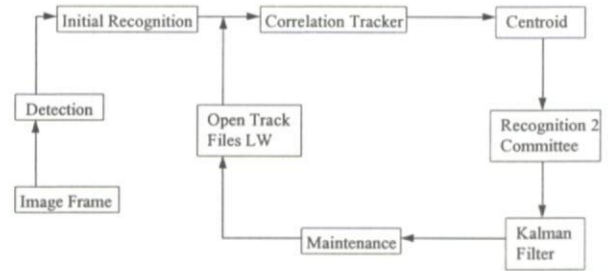 Initial Recognition
Correlation Tracker
Centroid
Detection
Open Track
Files LW
Recognition 2
Committee
Image Frame
Maintenance
Kalman
Filter